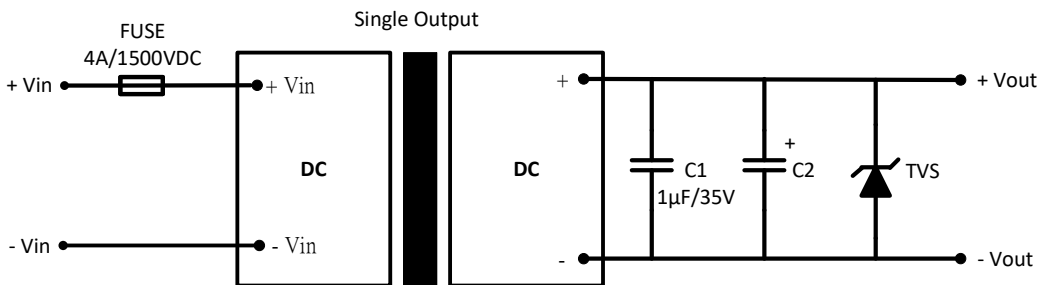 Single Output
FUSE
4A/1500VDC
+ Vin
+ Vin
+
+ Vout
DC
DC
+
C1
1µF/35V
C2
TVS
- Vin
- Vin
-
- Vout